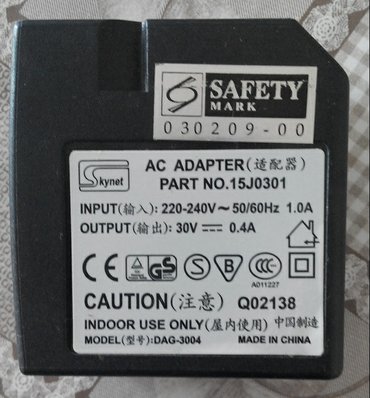 SAFETY
MARK
030209-00
Skynet
AC ADAPTER(适配器)
PART NO.15J0301
INPUT(输入): 220-240V~ 50/60Hz 1.0A
OUTPUT(输出): 30V ⎓ 0.4A
CE GS S B CCC
A011227
CAUTION(注意) Q02138
INDOOR USE ONLY(屋内使用) 中国制造
MODEL(型号):DAG-3004 MADE IN CHINA